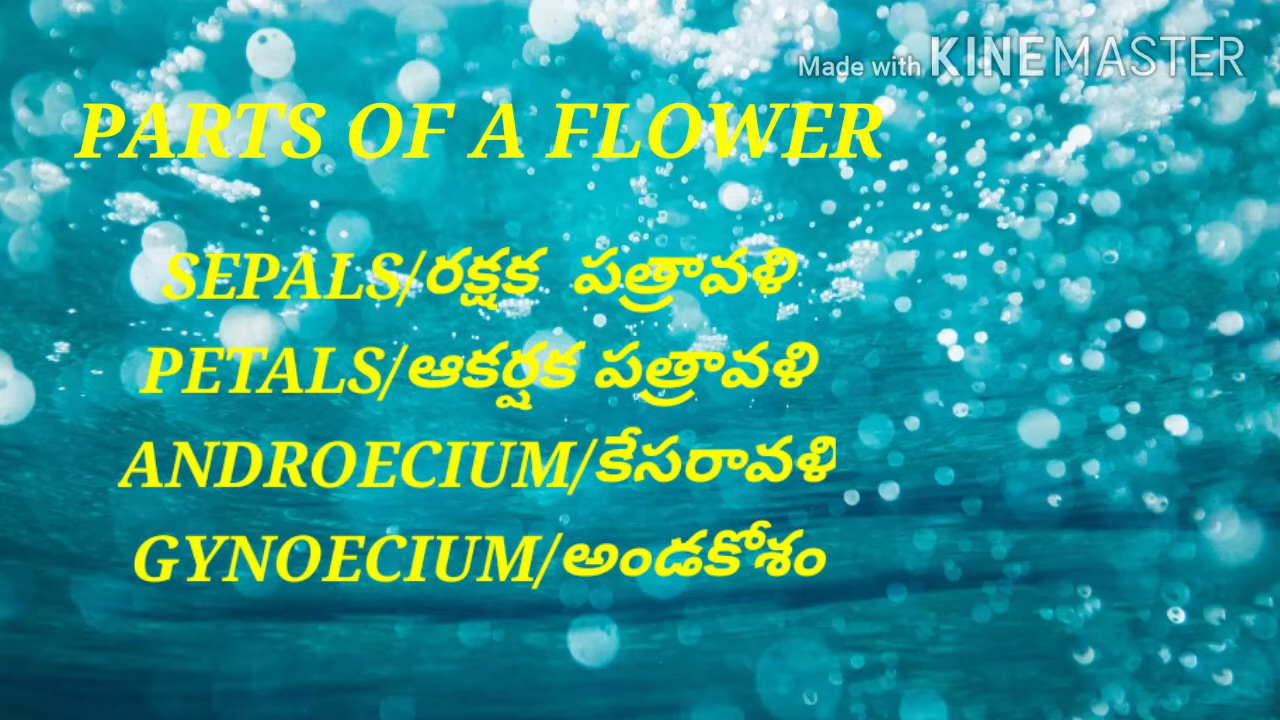 Made with KINEMASTER
PARTS OF A FLOWER
SEPALS/రక్షక పత్రావళి
PETALS/ఆకర్షక పత్రావళి
ANDROECIUM/కేసరావళి
GYNOECIUM/అండకోశం